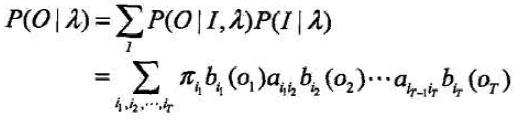 P(O | λ) = ∑_I P(O | I, λ)P(I | λ)
= ∑_{i_1, i_2, ⋯, i_T} π_{i_1} b_{i_1}(o_1) a_{i_1 i_2} b_{i_2}(o_2) ⋯ a_{i_{T-1} i_T} b_{i_T}(o_T)